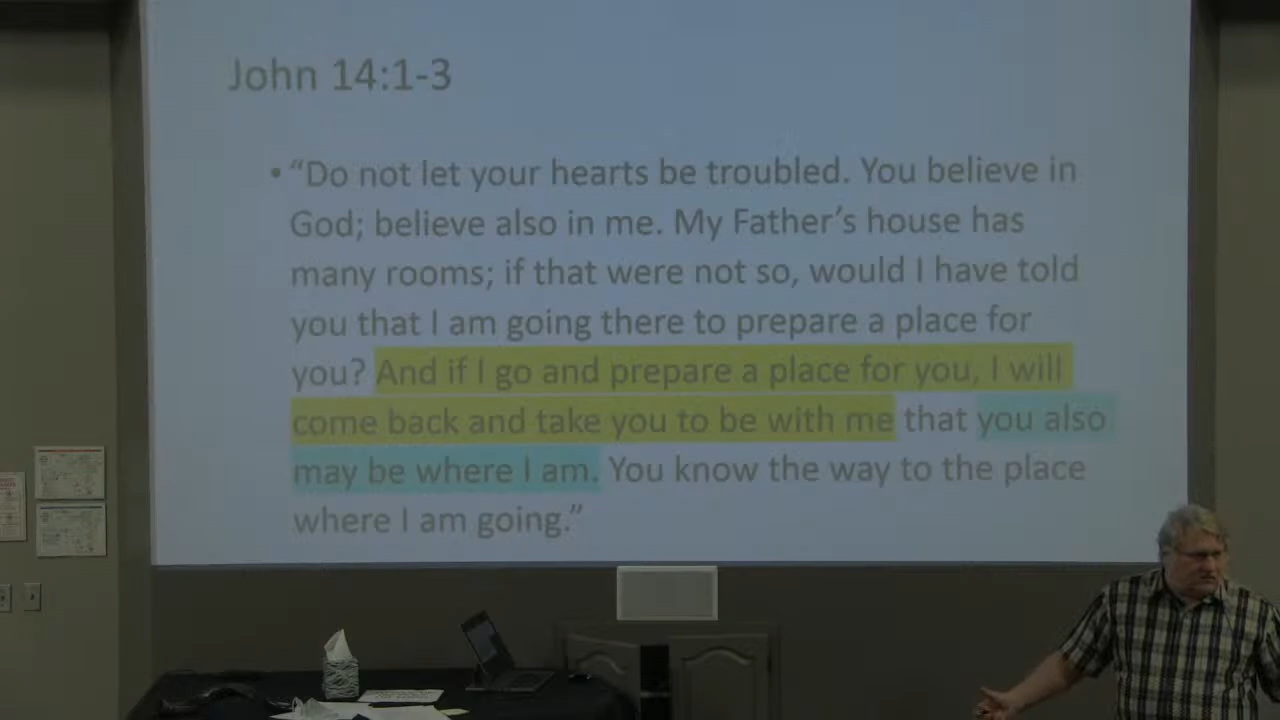 John 14:1-3
• “Do not let your hearts be troubled. You believe in
God; believe also in me. My Father’s house has
many rooms; if that were not so, would I have told
you that I am going there to prepare a place for
you? And if I go and prepare a place for you, I will
come back and take you to be with me that you also
may be where I am. You know the way to the place
where I am going.”